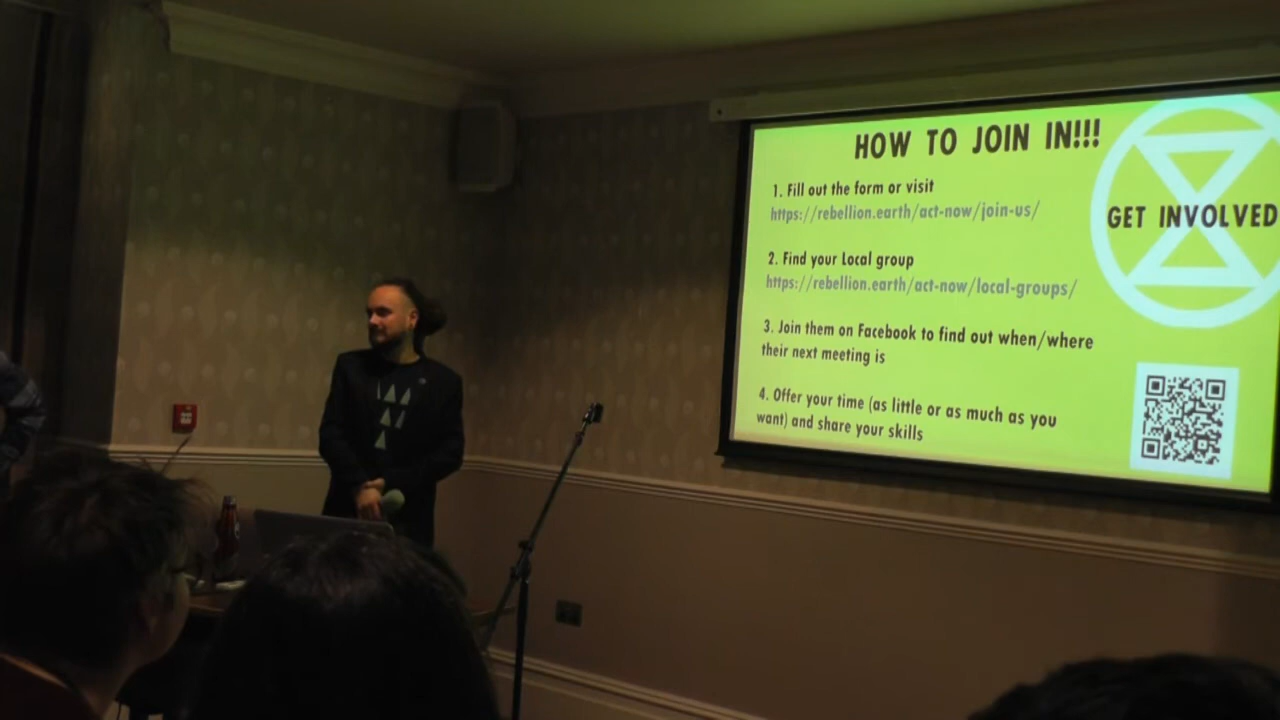 HOW TO JOIN IN!!!
1. Fill out the form or visit
https://rebellion.earth/act-now/join-us/
GET INVOLVED
2. Find your Local group
https://rebellion.earth/act-now/local-groups/
3. Join them on Facebook to find out when/where
their next meeting is
4. Offer your time (as little or as much as you
want) and share your skills